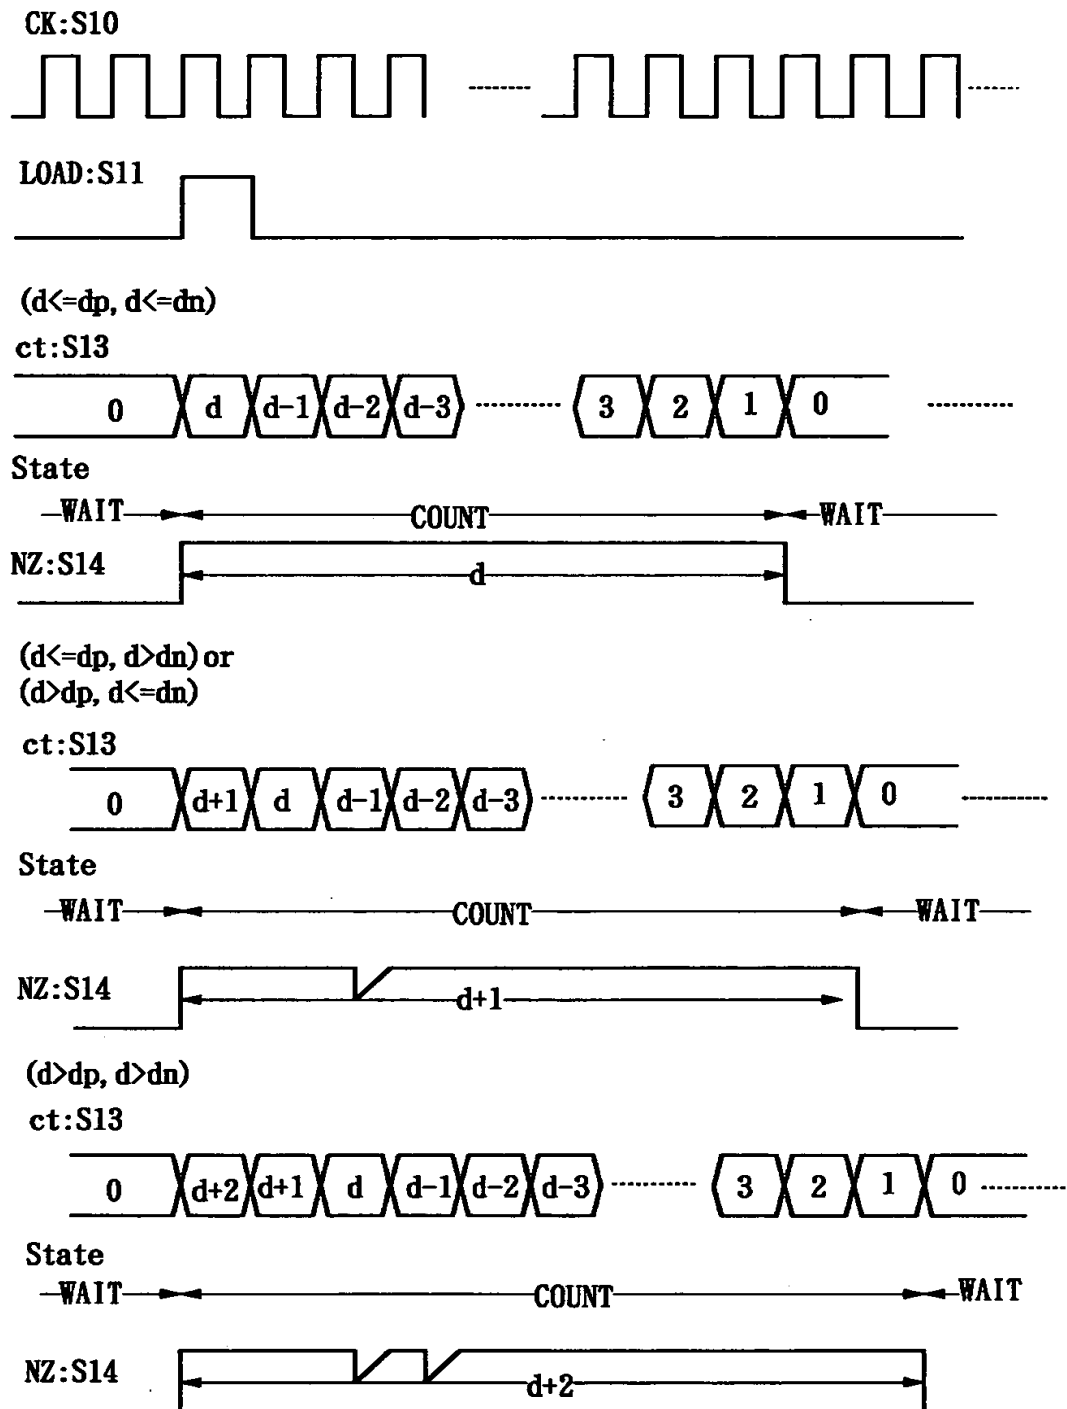 CK:S10
LOAD:S11
(d<=dp, d<=dn)
ct:S13
0 d d-1 d-2 d-3 3 2 1 0
State
WAIT COUNT WAIT
NZ:S14 d
(d<=dp, d>dn) or
(d>dp, d<=dn)
ct:S13
0 d+1 d d-1 d-2 d-3 3 2 1 0
State
WAIT COUNT WAIT
NZ:S14 d+1
(d>dp, d>dn)
ct:S13
0 d+2 d+1 d d-1 d-2 d-3 3 2 1 0
State
WAIT COUNT WAIT
NZ:S14 d+2